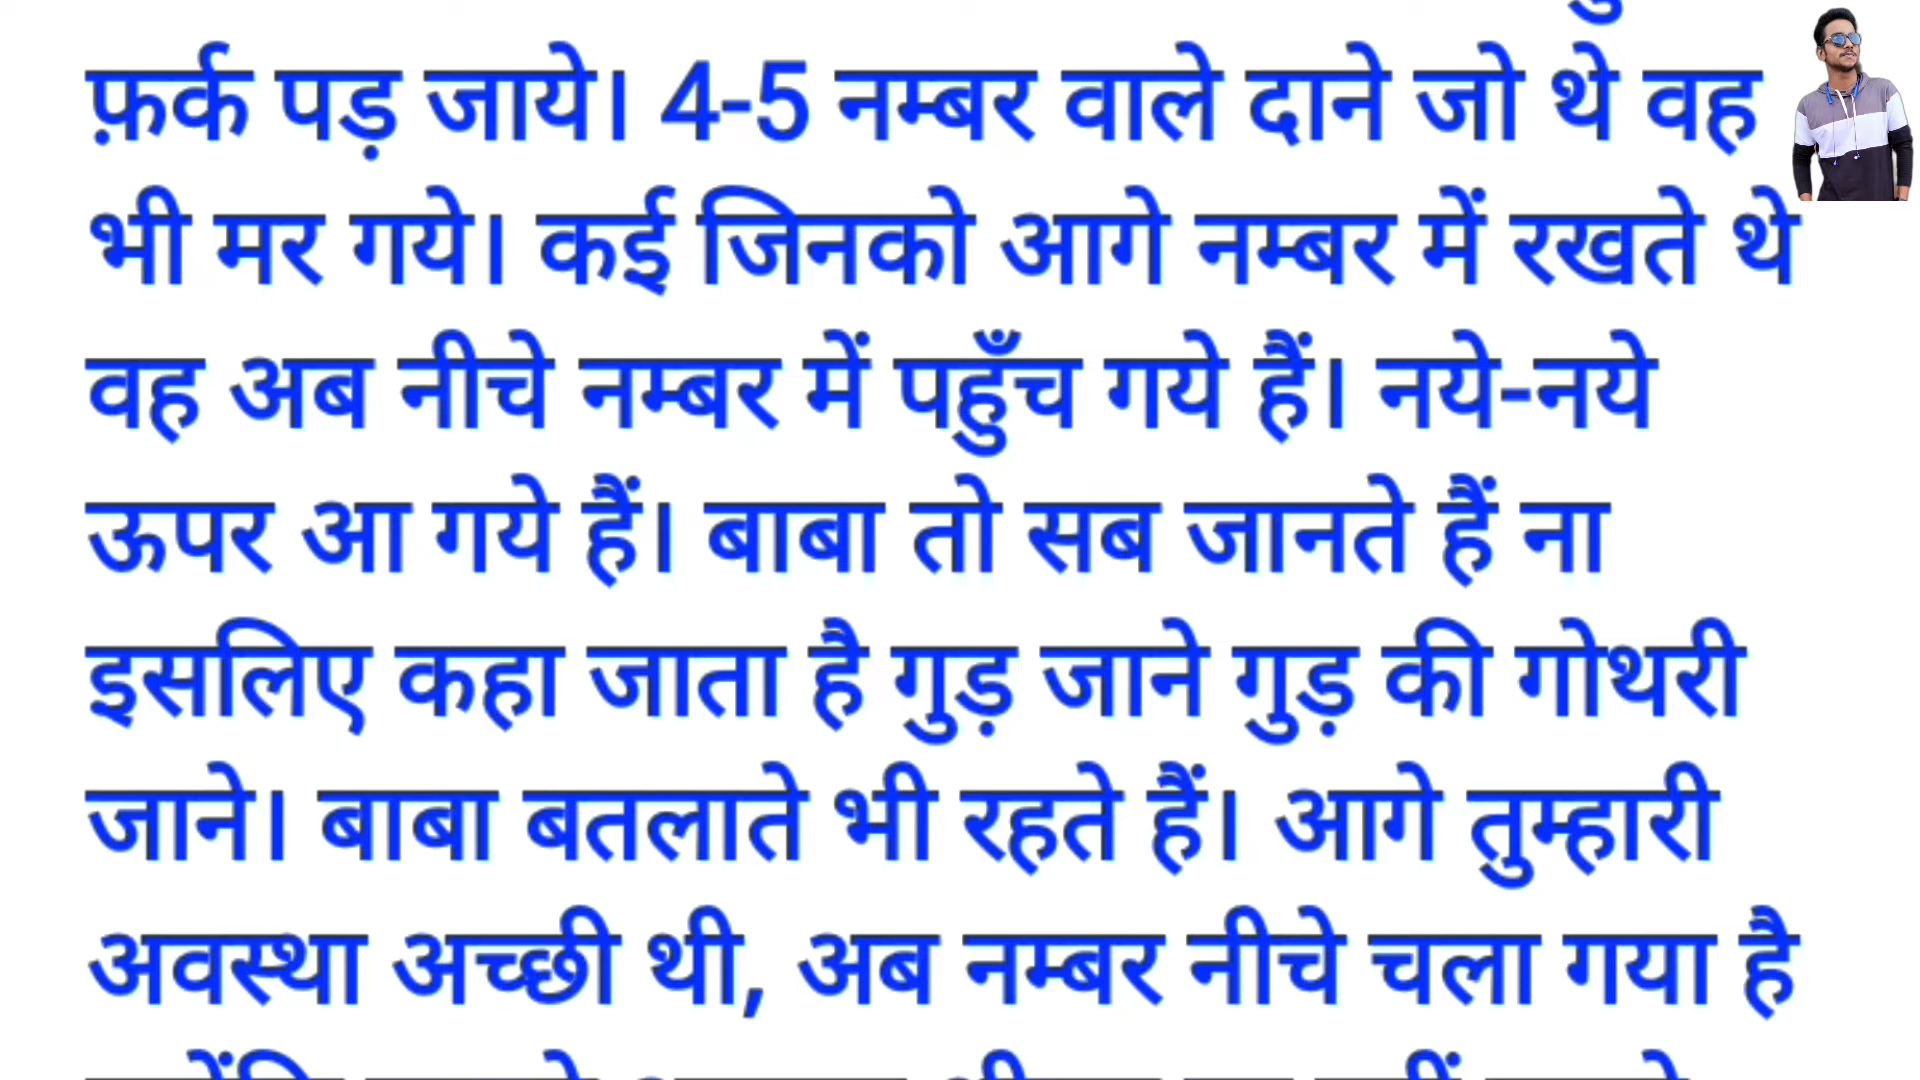 फ़र्क पड़ जाये। 4-5 नम्बर वाले दाने जो थे वह
भी मर गये। कई जिनको आगे नम्बर में रखते थे
वह अब नीचे नम्बर में पहुँच गये हैं। नये-नये
ऊपर आ गये हैं। बाबा तो सब जानते हैं ना
इसलिए कहा जाता है गुड़ जाने गुड़ की गोथरी
जाने। बाबा बतलाते भी रहते हैं। आगे तुम्हारी
अवस्था अच्छी थी, अब नम्बर नीचे चला गया है